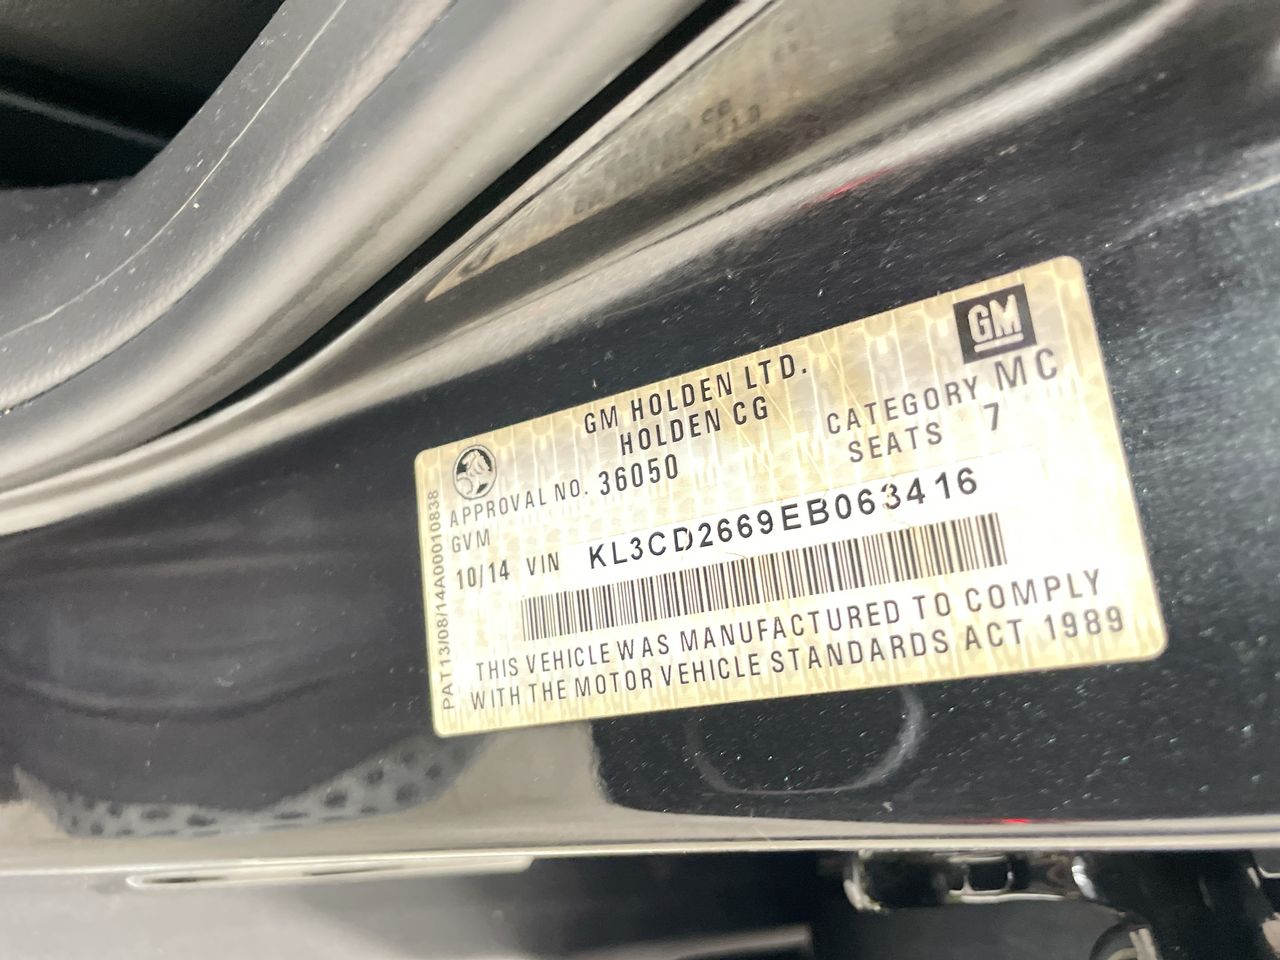 GM
GM HOLDEN LTD.
HOLDEN CG
CATEGORY MC
APPROVAL NO. 36050
SEATS 7
GVM
10/14 VIN KL3CD2669EB063416
THIS VEHICLE WAS MANUFACTURED TO COMPLY
WITH THE MOTOR VEHICLE STANDARDS ACT 1989
PAT13/08/14A00010838